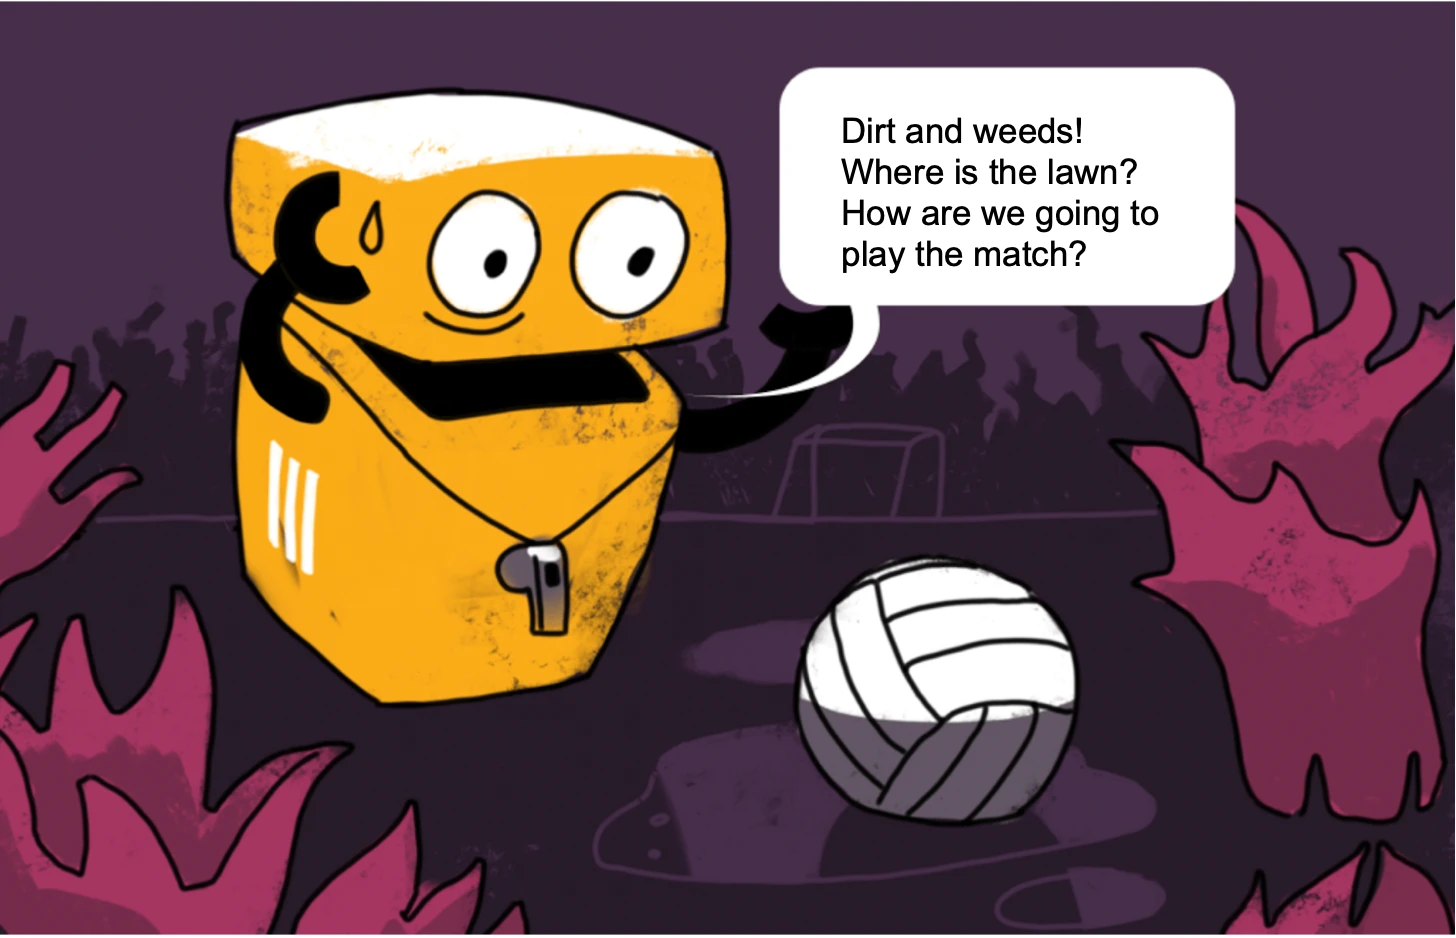 Dirt and weeds!
Where is the lawn?
How are we going to
play the match?